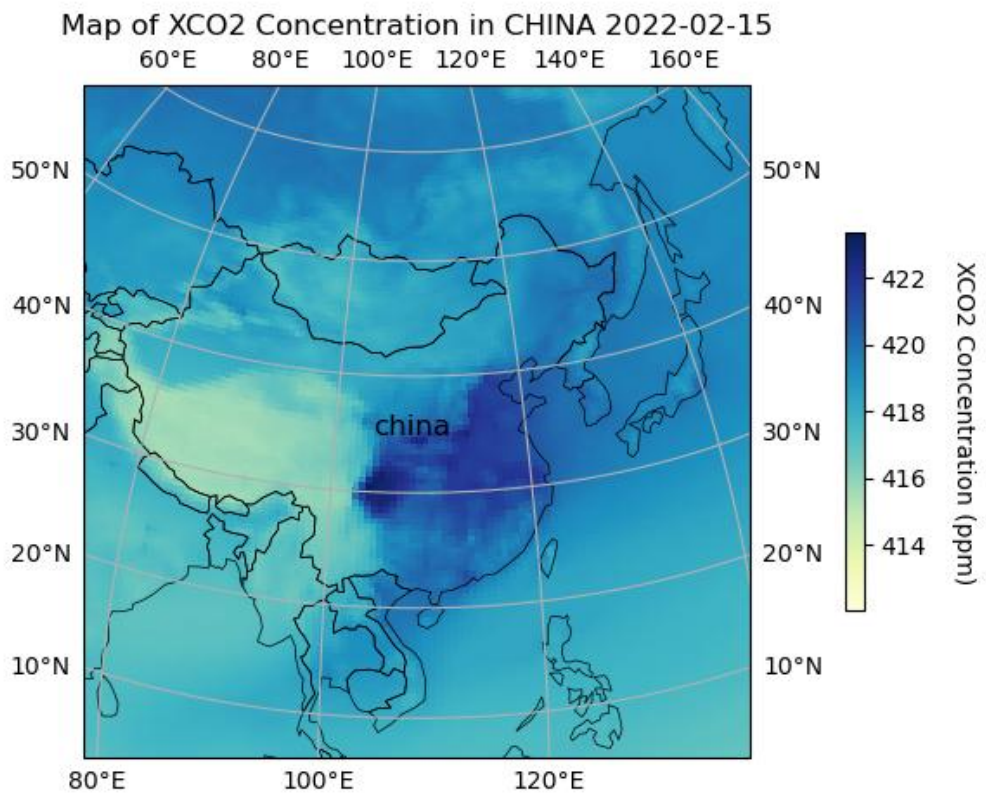 Map of XCO2 Concentration in CHINA 2022-02-15
60°E 80°E 100°E 120°E 140°E 160°E
50°N 50°N
40°N 40°N
30°N 30°N
20°N 20°N
10°N 10°N
china
80°E 100°E 120°E
422
420
418
416
414
XCO2 Concentration (ppm)